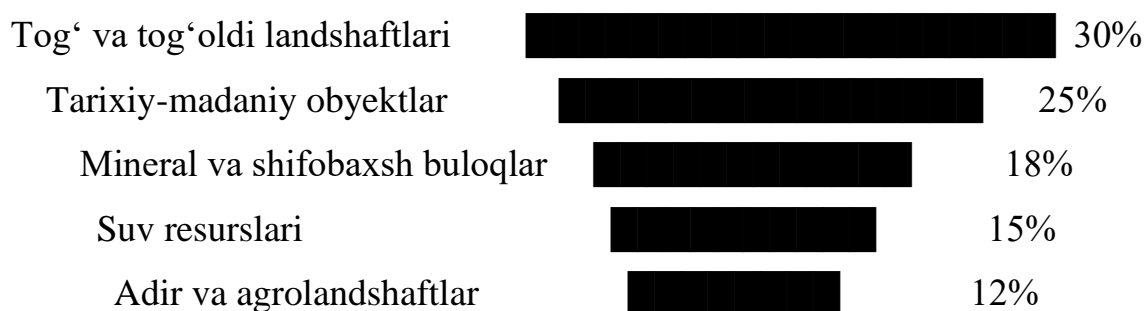 Tog‘ va tog‘oldi landshaftlari 30%
Tarixiy-madaniy obyektlar 25%
Mineral va shifobaxsh buloqlar 18%
Suv resurslari 15%
Adir va agrolandshaftlar 12%